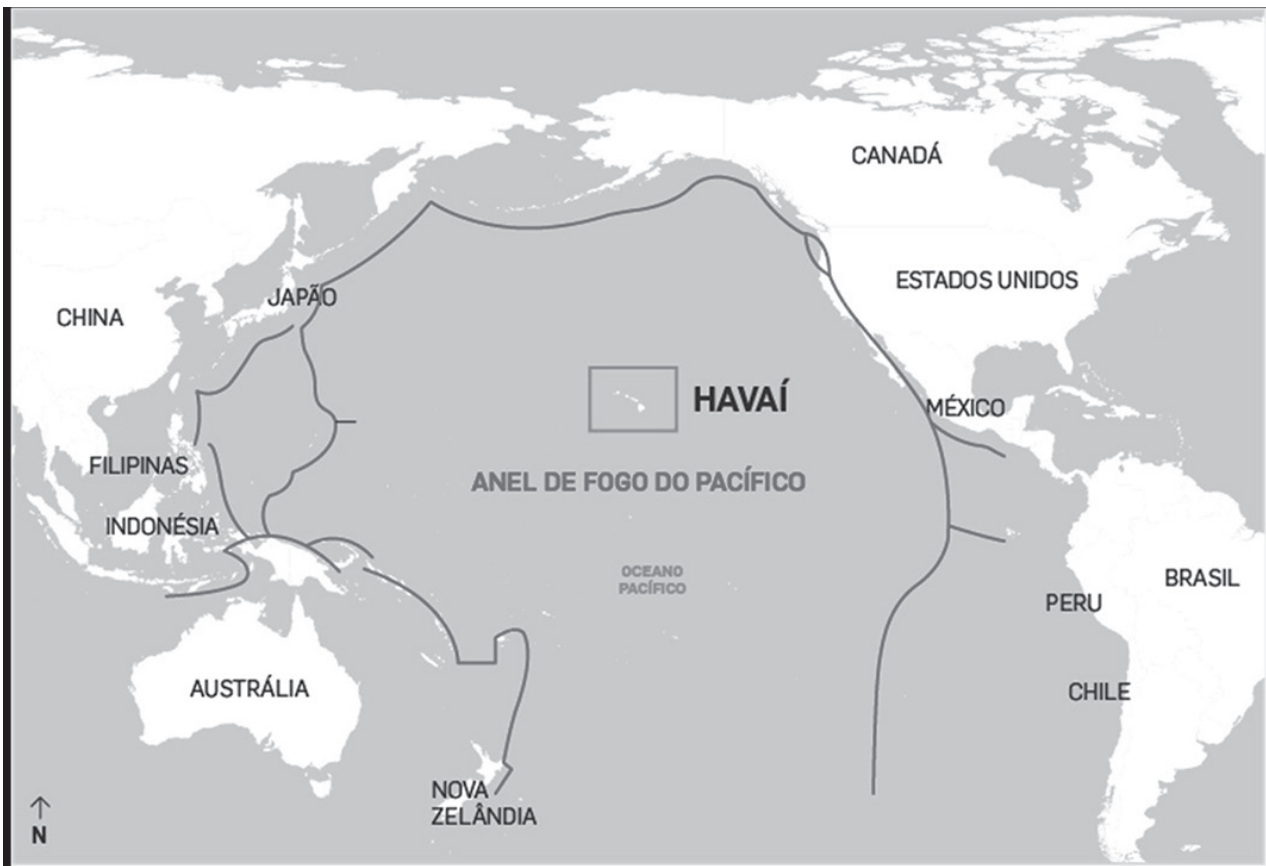 CANADÁ
ESTADOS UNIDOS
JAPÃO
CHINA
HAVAÍ
MÉXICO
FILIPINAS
ANEL DE FOGO DO PACÍFICO
INDONÉSIA
OCEANO
PACÍFICO
BRASIL
PERU
AUSTRÁLIA
CHILE
NOVA
ZELÂNDIA
N